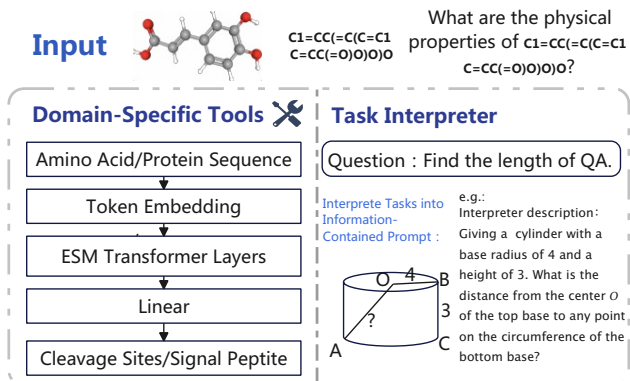 Input
C1=CC(=C(C=C1
C=CC(=O)O)O)O
What are the physical
properties of C1=CC(=C(C=C1
C=CC(=O)O)O)O?
Domain-Specific Tools
Amino Acid/Protein Sequence
Token Embedding
ESM Transformer Layers
Linear
Cleavage Sites/Signal Peptite
Task Interpreter
Question : Find the length of QA.
Interprete Tasks into
Information-
Contained Prompt :
O 4 B
?
3
A
C
e.g.:
Interpreter description:
Giving a cylinder with a
base radius of 4 and a
height of 3. What is the
distance from the center O
of the top base to any point
on the circumference of the
bottom base?